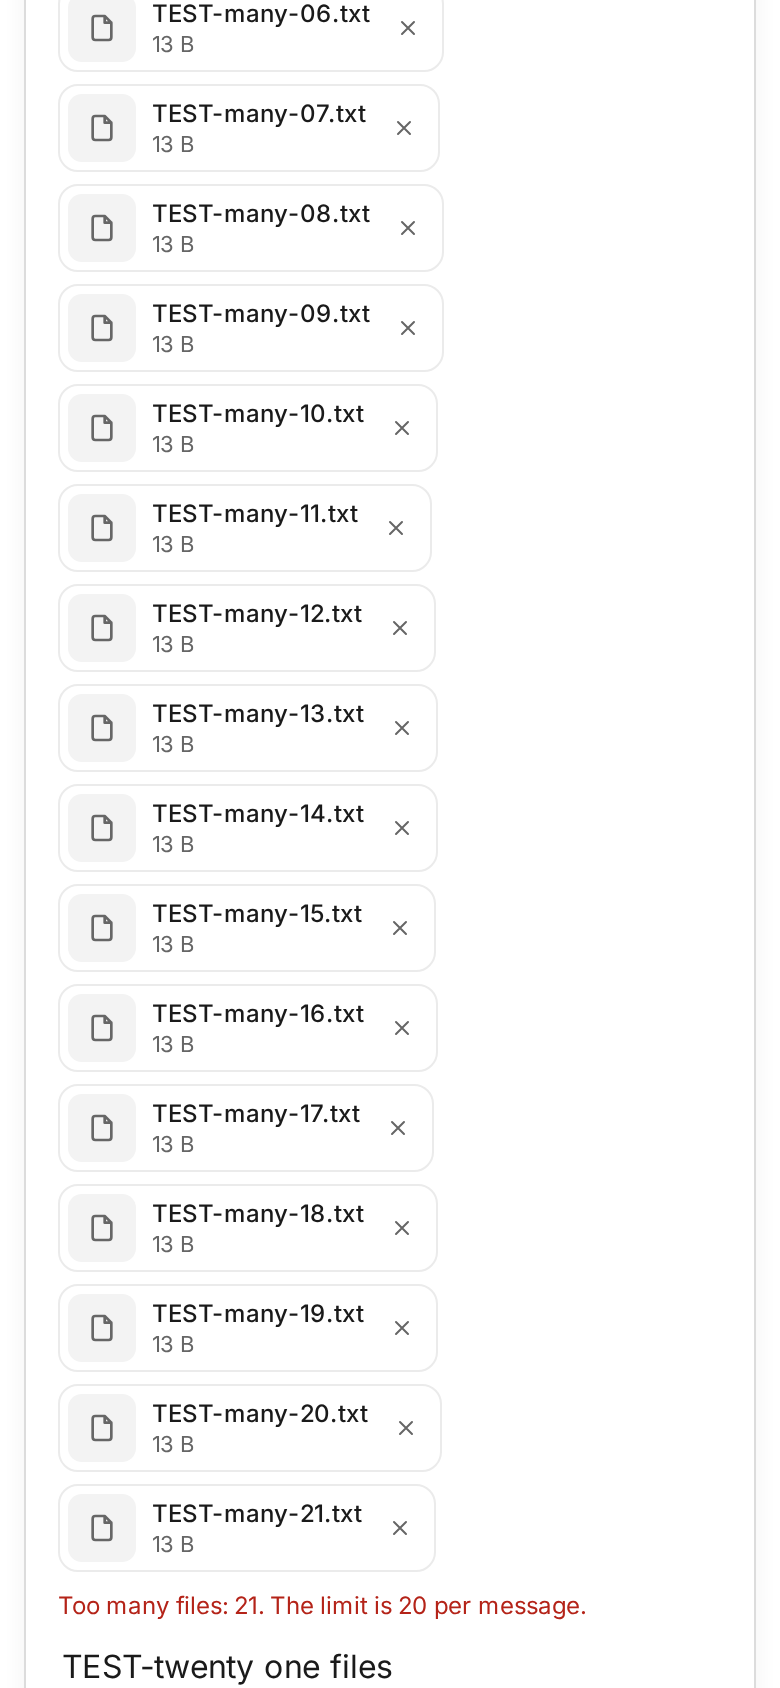 TEST-many-06.txt
13 B
TEST-many-07.txt
13 B
TEST-many-08.txt
13 B
TEST-many-09.txt
13 B
TEST-many-10.txt
13 B
TEST-many-11.txt
13 B
TEST-many-12.txt
13 B
TEST-many-13.txt
13 B
TEST-many-14.txt
13 B
TEST-many-15.txt
13 B
TEST-many-16.txt
13 B
TEST-many-17.txt
13 B
TEST-many-18.txt
13 B
TEST-many-19.txt
13 B
TEST-many-20.txt
13 B
TEST-many-21.txt
13 B
Too many files: 21. The limit is 20 per message.
TEST-twenty one files